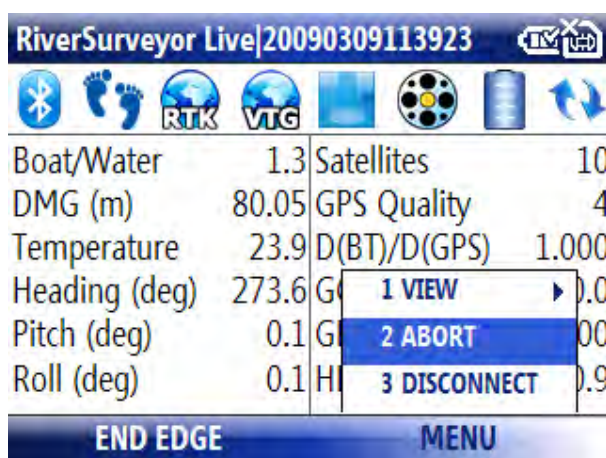 RiverSurveyor Live|20090309113923
RTK VTG
Boat/Water 1.3 Satellites 10
DMG (m) 80.05 GPS Quality 4
Temperature 23.9 D(BT)/D(GPS) 1.000
Heading (deg) 273.6 1 VIEW
Pitch (deg) 0.1 2 ABORT
Roll (deg) 0.1 3 DISCONNECT
END EDGE MENU